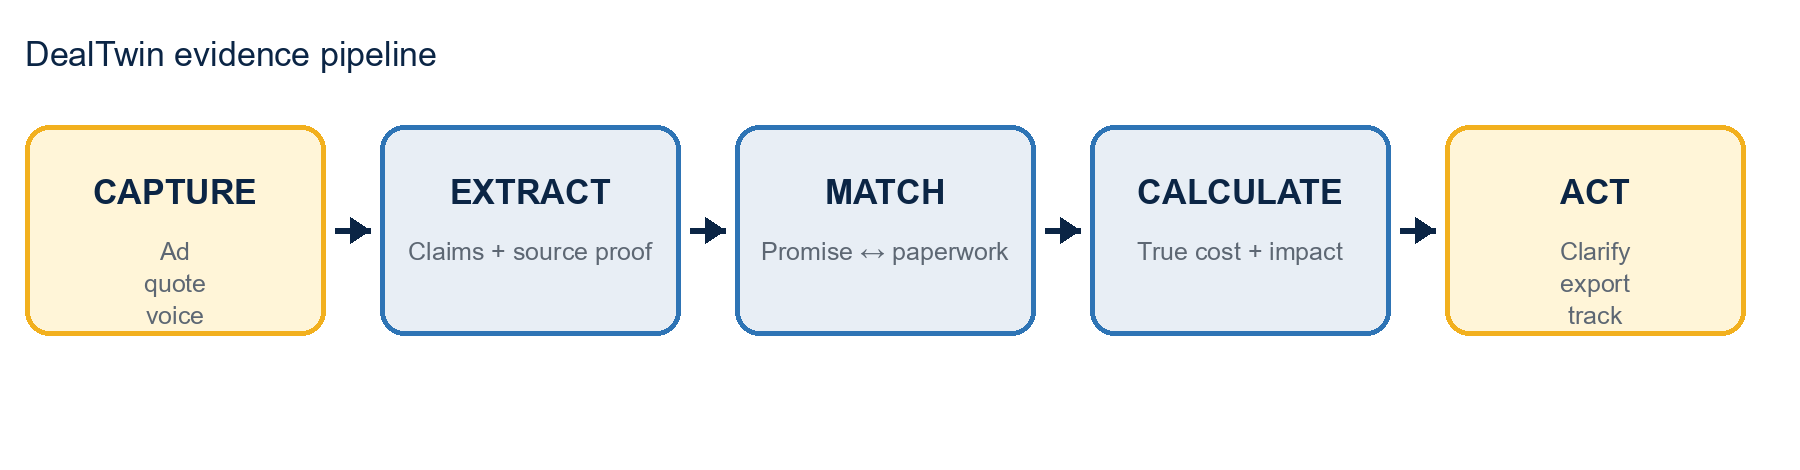 DealTwin evidence pipeline
CAPTURE
Ad
quote
voice
EXTRACT
Claims + source proof
MATCH
Promise ↔ paperwork
CALCULATE
True cost + impact
ACT
Clarify
export
track